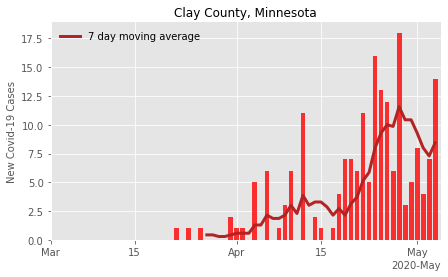 Clay County, Minnesota
7 day moving average
New Covid-19 Cases
17.5
15.0
12.5
10.0
7.5
5.0
2.5
0.0
Mar
15
Apr
15
May
2020-May